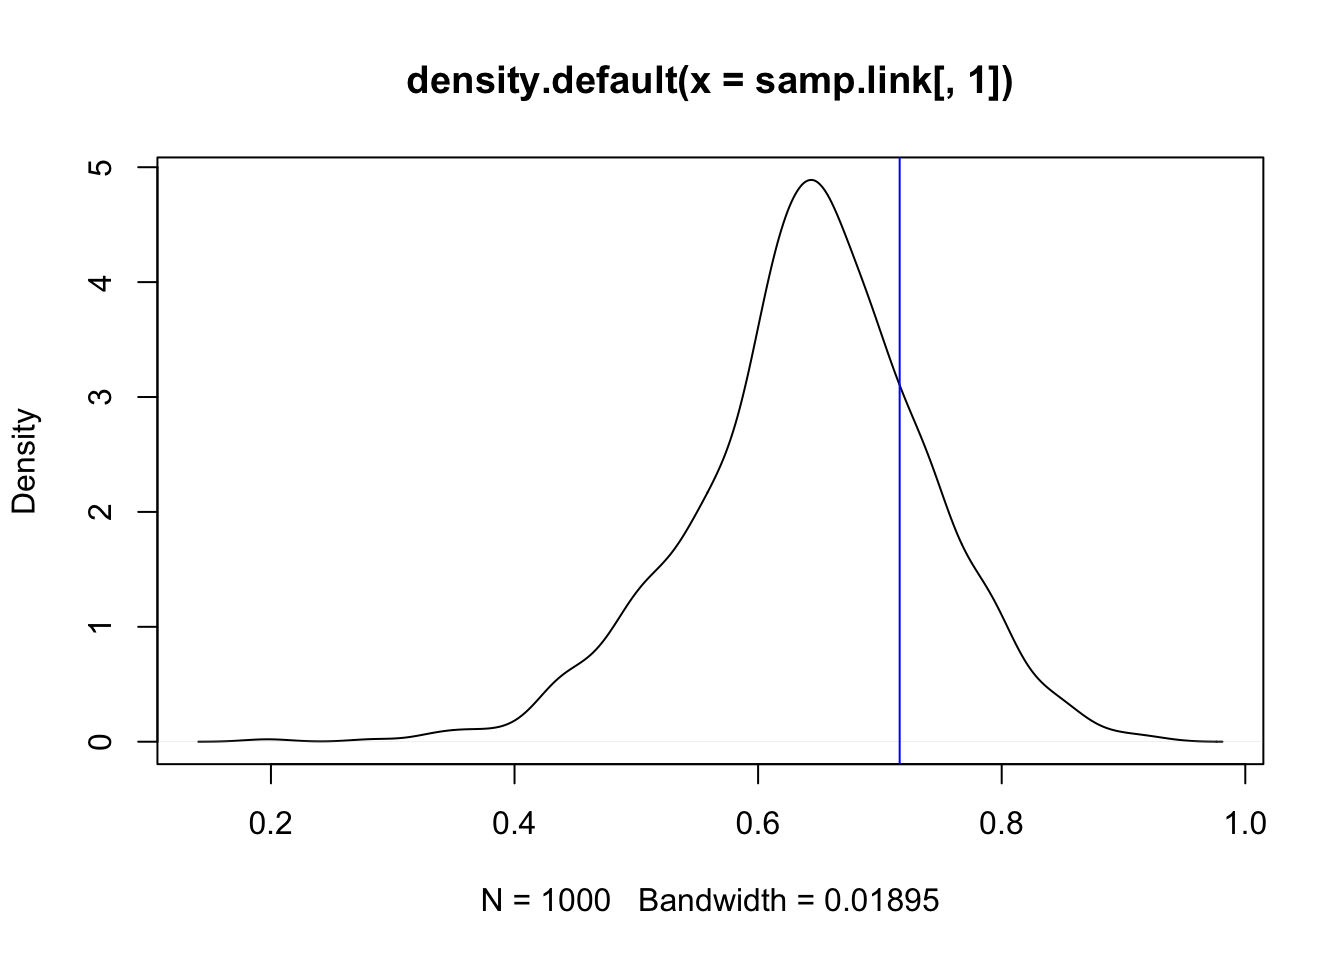 density.default(x = samp.link[, 1])
5
4
3
2
1
0
Density
0.2 0.4 0.6 0.8 1.0
N = 1000 Bandwidth = 0.01895